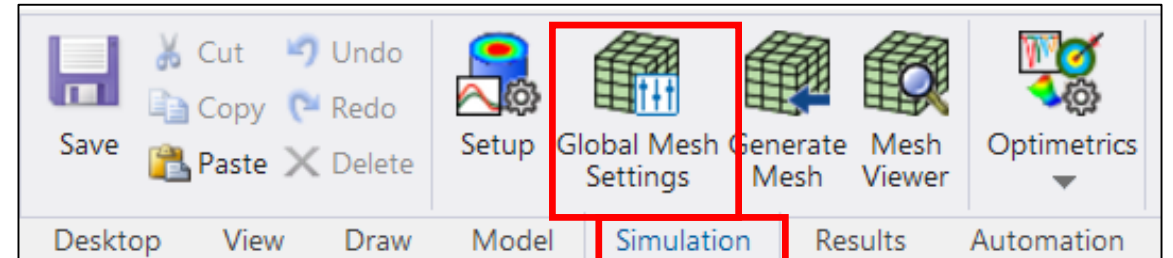 Save
Cut
Copy
Paste
Undo
Redo
Delete
Setup
Global Mesh
Settings
Generate
Mesh
Mesh
Viewer
Optimetrics
Desktop View Draw Model Simulation Results Automation